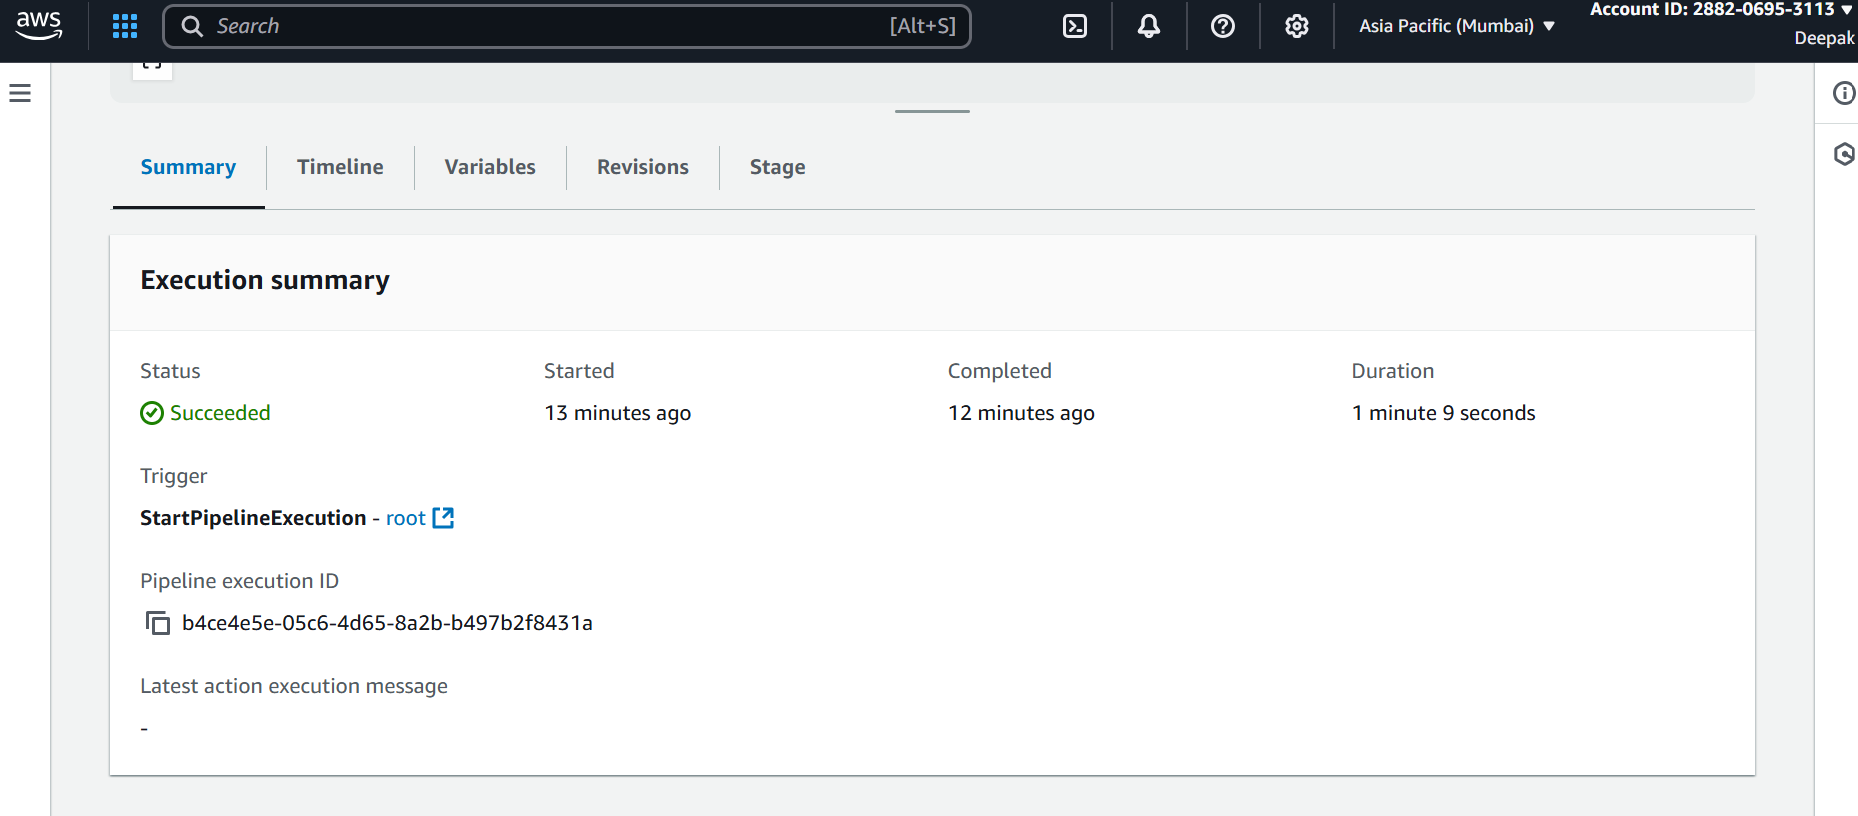 aws
Search
[Alt+S]
Asia Pacific (Mumbai)
Account ID: 2882-0695-3113
Deepak
Summary
Timeline
Variables
Revisions
Stage
Execution summary
Status
Started
Completed
Duration
Succeeded
13 minutes ago
12 minutes ago
1 minute 9 seconds
Trigger
StartPipelineExecution - root
Pipeline execution ID
b4ce4e5e-05c6-4d65-8a2b-b497b2f8431a
Latest action execution message
-